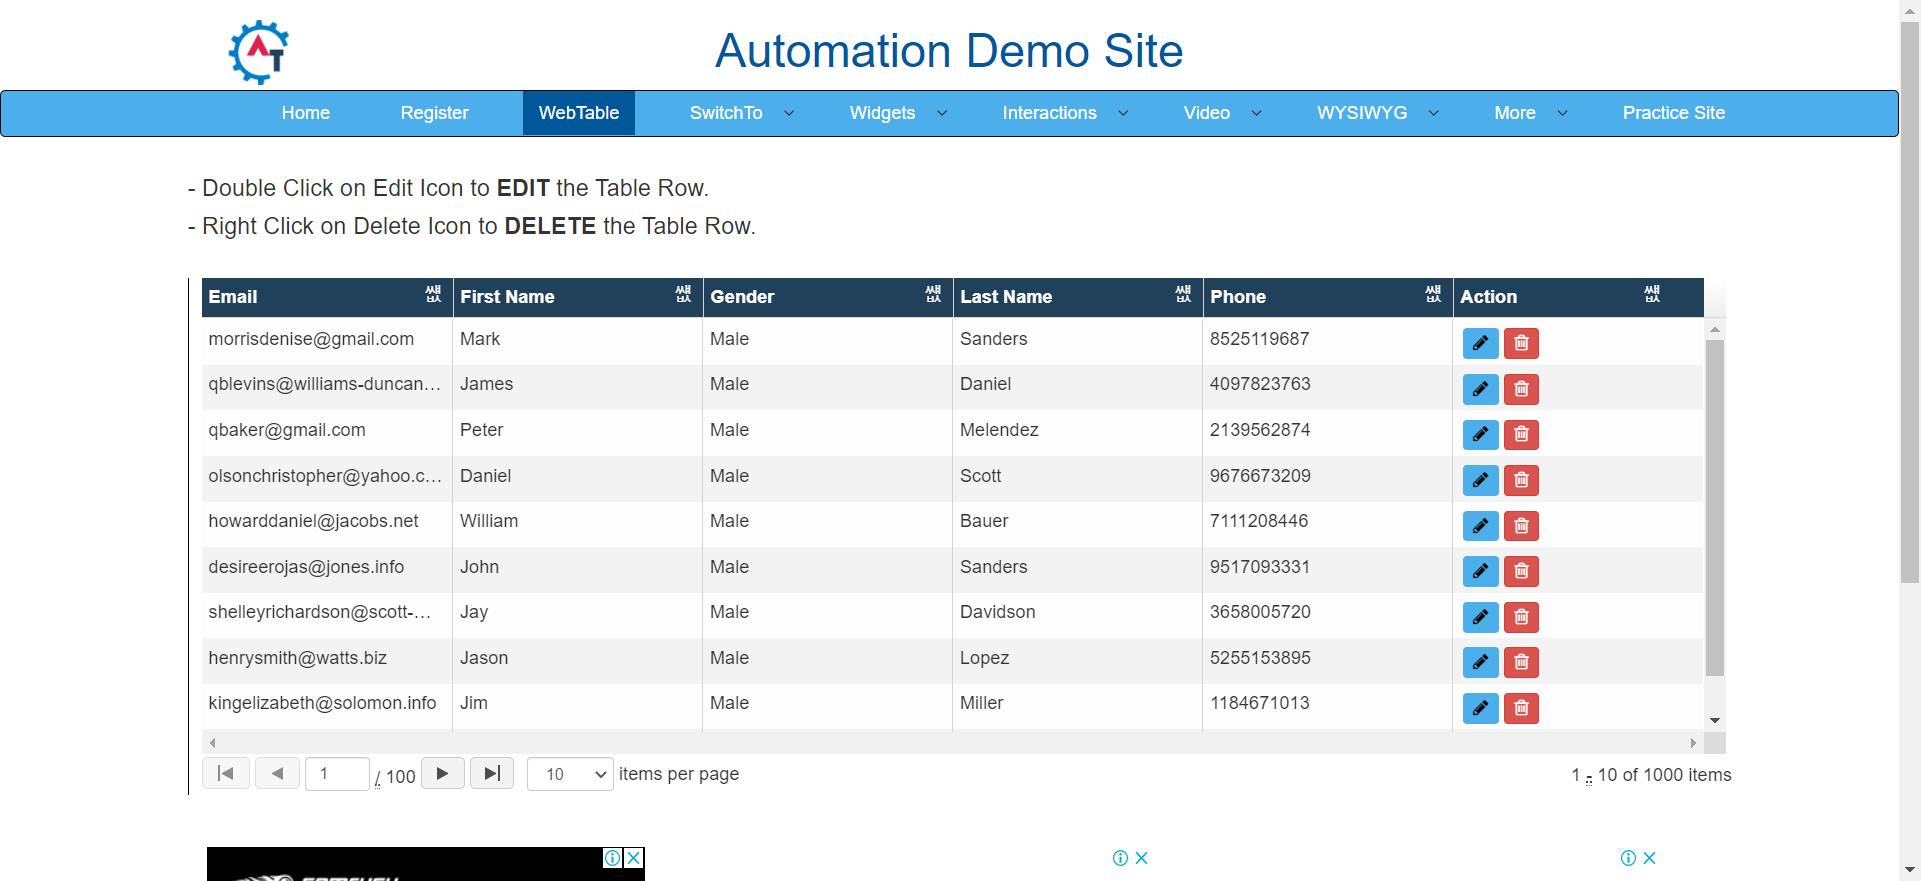 AT
Automation Demo Site
Home Register WebTable SwitchTo Widgets Interactions Video WYSIWYG More Practice Site
- Double Click on Edit Icon to EDIT the Table Row.
- Right Click on Delete Icon to DELETE the Table Row.
Email First Name Gender Last Name Phone Action
morrisdenise@gmail.com Mark Male Sanders 8525119687
qblevins@williams-duncan… James Male Daniel 4097823763
qbaker@gmail.com Peter Male Melendez 2139562874
olsonchristopher@yahoo.c… Daniel Male Scott 9676673209
howarddaniel@jacobs.net William Male Bauer 7111208446
desireerojas@jones.info John Male Sanders 9517093331
shelleyrichardson@scott-… Jay Male Davidson 3658005720
henrysmith@watts.biz Jason Male Lopez 5255153895
kingelizabeth@solomon.info Jim Male Miller 1184671013
1 / 100 10 items per page 1 - 10 of 1000 items